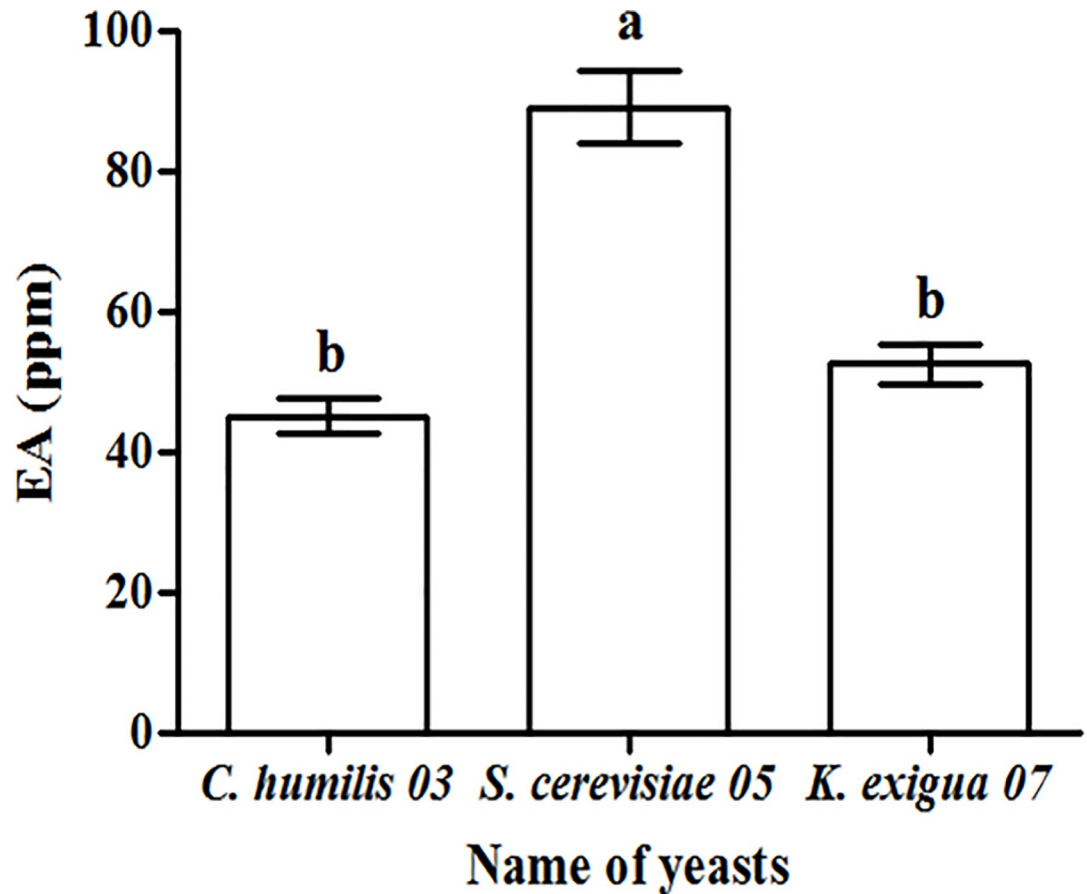 EA (ppm)
100
80
60
40
20
0
b
a
b
C. humilis 03
S. cerevisiae 05
K. exigua 07
Name of yeasts